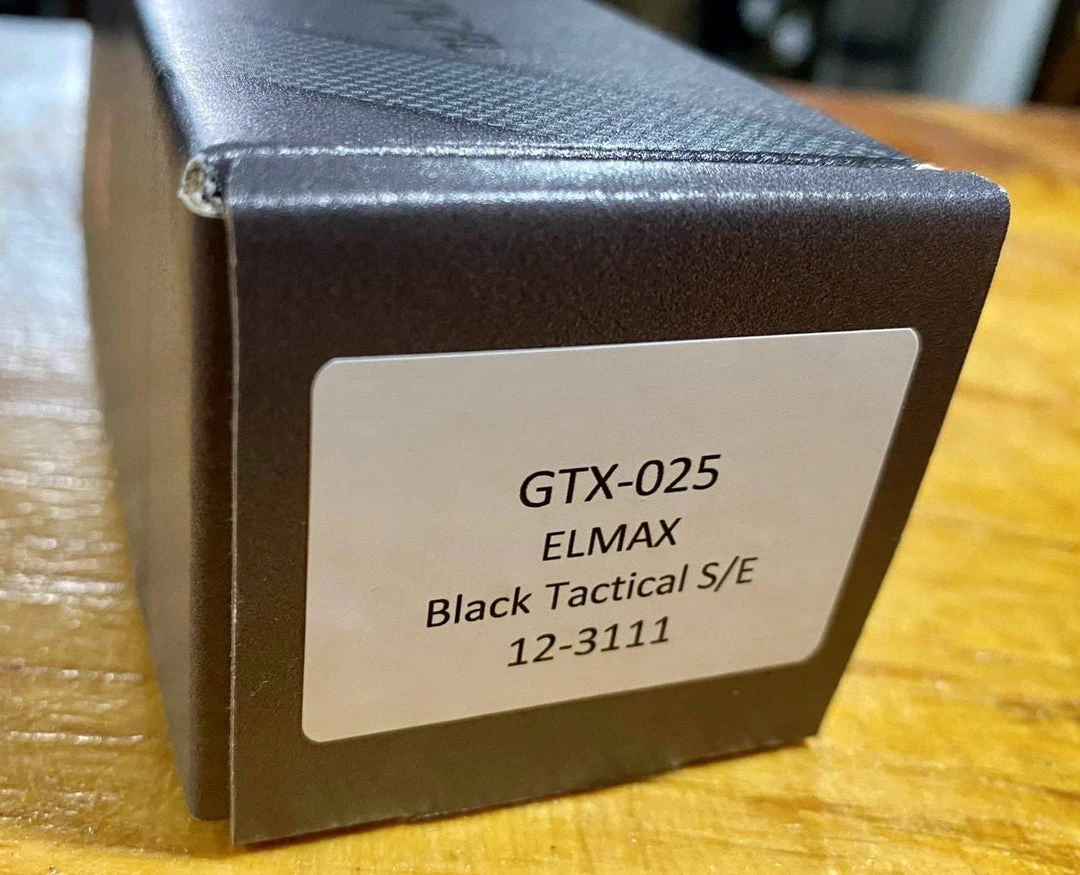 GTX-025
ELMAX
Black Tactical S/E
12-3111